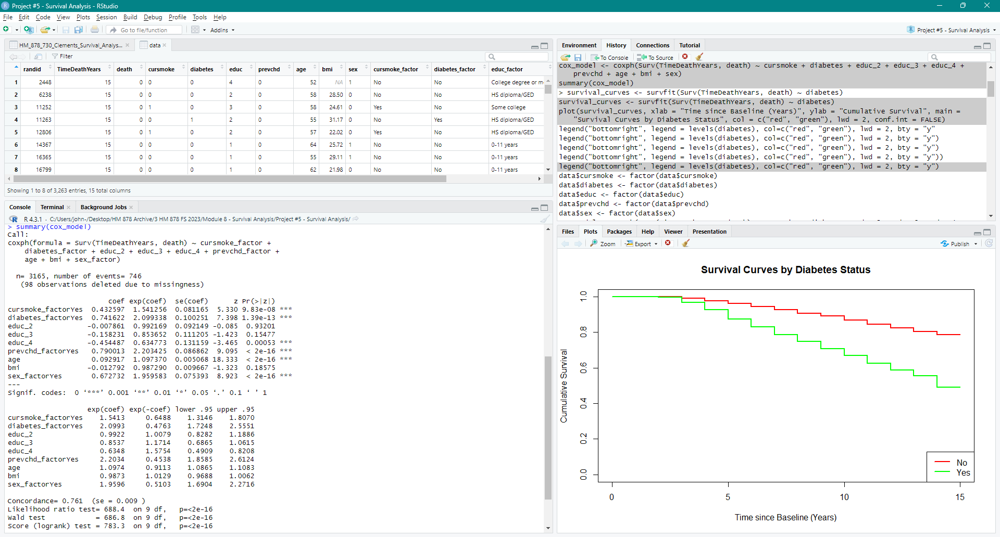 Project #5 - Survival Analysis - RStudio
File Edit Code View Plots Session Build Debug Profile Tools Help
Go to file/function Addins Project #5 - Survival Analysis
HM_878_730_Clements_Survival_Analys... data
Filter
randid TimeDeathYears death cursmoke diabetes educ prevchd age bmi sex cursmoke_factor diabetes_factor educ_factor
1 2448 15 0 0 0 4 0 52 NA 1 No No College degree or m
2 6238 15 0 0 0 2 0 58 28.50 0 No No HS diploma/GED
3 11252 15 0 1 0 3 0 58 24.61 0 Yes No Some college
4 11263 15 0 0 1 2 0 55 31.17 0 No Yes HS diploma/GED
5 12806 15 0 1 0 2 0 57 22.02 0 Yes No HS diploma/GED
6 14367 15 0 0 0 1 0 64 25.72 1 No No 0-11 years
7 16365 15 0 0 0 1 0 55 29.11 1 No No 0-11 years
8 16799 15 0 0 0 1 0 62 21.98 0 No No 0-11 years
Showing 1 to 8 of 3,263 entries, 15 total columns
Console Terminal Background Jobs
R 4.3.1 · C:/Users/john-/Desktop/HM 878 Archive/3 HM 878 FS 2023/Module 8 - Survival Analysis/Project #5 - Survival Analysis/
> summary(cox_model)
Call:
coxph(formula = Surv(TimeDeathYears, death) ~ cursmoke_factor +
diabetes_factor + educ_2 + educ_3 + educ_4 + prevchd_factor +
age + bmi + sex_factor)
n= 3165, number of events= 746
(98 observations deleted due to missingness)
coef exp(coef) se(coef) z Pr(>|z|)
cursmoke_factorYes 0.432597 1.541256 0.081165 5.330 9.83e-08 ***
diabetes_factorYes 0.741622 2.099338 0.100251 7.398 1.39e-13 ***
educ_2 -0.007861 0.992169 0.092149 -0.085 0.93201
educ_3 -0.158231 0.853652 0.111205 -1.423 0.15477
educ_4 -0.454487 0.634773 0.131159 -3.465 0.00053 ***
prevchd_factorYes 0.790013 2.203425 0.086862 9.095 < 2e-16 ***
age 0.092917 1.097370 0.005068 18.333 < 2e-16 ***
bmi -0.012792 0.987290 0.009667 -1.323 0.18575
sex_factorYes 0.672732 1.959583 0.075393 8.923 < 2e-16 ***
---
Signif. codes: 0 ‘***’ 0.001 ‘**’ 0.01 ‘*’ 0.05 ‘.’ 0.1 ‘ ’ 1
exp(coef) exp(-coef) lower .95 upper .95
cursmoke_factorYes 1.5413 0.6488 1.3146 1.8070
diabetes_factorYes 2.0993 0.4763 1.7248 2.5551
educ_2 0.9922 1.0079 0.8282 1.1886
educ_3 0.8537 1.1714 0.6865 1.0615
educ_4 0.6348 1.5754 0.4909 0.8208
prevchd_factorYes 2.2034 0.4538 1.8585 2.6124
age 1.0974 0.9113 1.0865 1.1083
bmi 0.9873 1.0129 0.9688 1.0062
sex_factorYes 1.9596 0.5103 1.6904 2.2716
Concordance= 0.761 (se = 0.009 )
Likelihood ratio test= 688.4 on 9 df, p=<2e-16
Wald test = 686.8 on 9 df, p=<2e-16
Score (logrank) test = 783.3 on 9 df, p=<2e-16
Environment History Connections Tutorial
To Console To Source
cox_model <- coxph(Surv(TimeDeathYears, death) ~ cursmoke + diabetes + educ_2 + educ_3 + educ_4 +
prevchd + age + bmi + sex)
summary(cox_model)
> survival_curves <- survfit(Surv(TimeDeathYears, death) ~ diabetes)
survival_curves <- survfit(Surv(TimeDeathYears, death) ~ diabetes)
plot(survival_curves, xlab = "Time since Baseline (Years)", ylab = "Cumulative Survival", main =
"Survival Curves by Diabetes Status", col = c("red", "green"), lwd = 2, conf.int = FALSE)
legend("bottomright", legend = levels(diabetes), col=c("red", "green"), lwd = 2, bty = "y"
legend("bottomright", legend = levels(diabetes), col=c("red", "green"), lwd = 2, bty = "y")
legend("bottomright", legend = levels(diabetes), col=c("red", "green"), lwd = 2, bty = "y")
legend("bottomright", legend = levels(diabetes), col=c("red", "green"), lwd = 2, bty = "y"))
legend("bottomright", legend = levels(diabetes), col=c("red", "green"), lwd = 2, bty = "y")
data$cursmoke <- factor(data$cursmoke)
data$diabetes <- factor(data$diabetes)
data$educ <- factor(data$educ)
data$prevchd <- factor(data$prevchd)
data$sex <- factor(data$sex)
Files Plots Packages Help Viewer Presentation
Zoom Export Publish
Survival Curves by Diabetes Status
Cumulative Survival
1.0
0.8
0.6
0.4
0.2
0.0
No
Yes
0 5 10 15
Time since Baseline (Years)